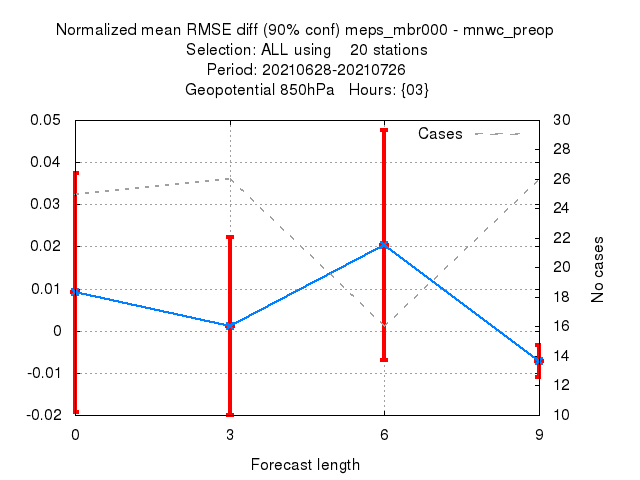 Normalized mean RMSE diff (90% conf) meps_mbr000 - mnwc_preop
Selection: ALL using 20 stations
Period: 20210628-20210726
Geopotential 850hPa Hours: {03}
Cases
0.05
0.04
0.03
0.02
0.01
0
-0.01
-0.02
30
28
26
24
22
20
18
16
14
12
10
No cases
0 3 6 9
Forecast length